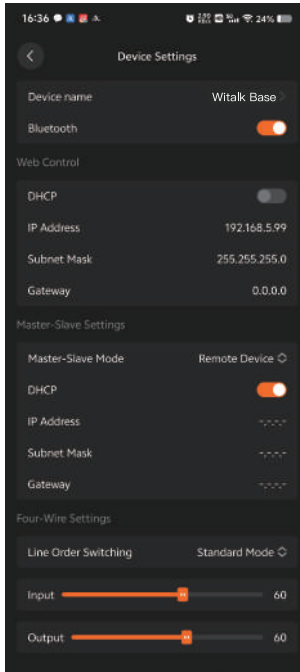 16:36
24%
Device Settings
Device name Witalk Base
Bluetooth
Web Control
DHCP
IP Address 192.168.5.99
Subnet Mask 255.255.255.0
Gateway 0.0.0.0
Master-Slave Settings
Master-Slave Mode Remote Device
DHCP
IP Address -.-.-.-
Subnet Mask -.-.-.-
Gateway -.-.-.-
Four-Wire Settings
Line Order Switching Standard Mode
Input 60
Output 60